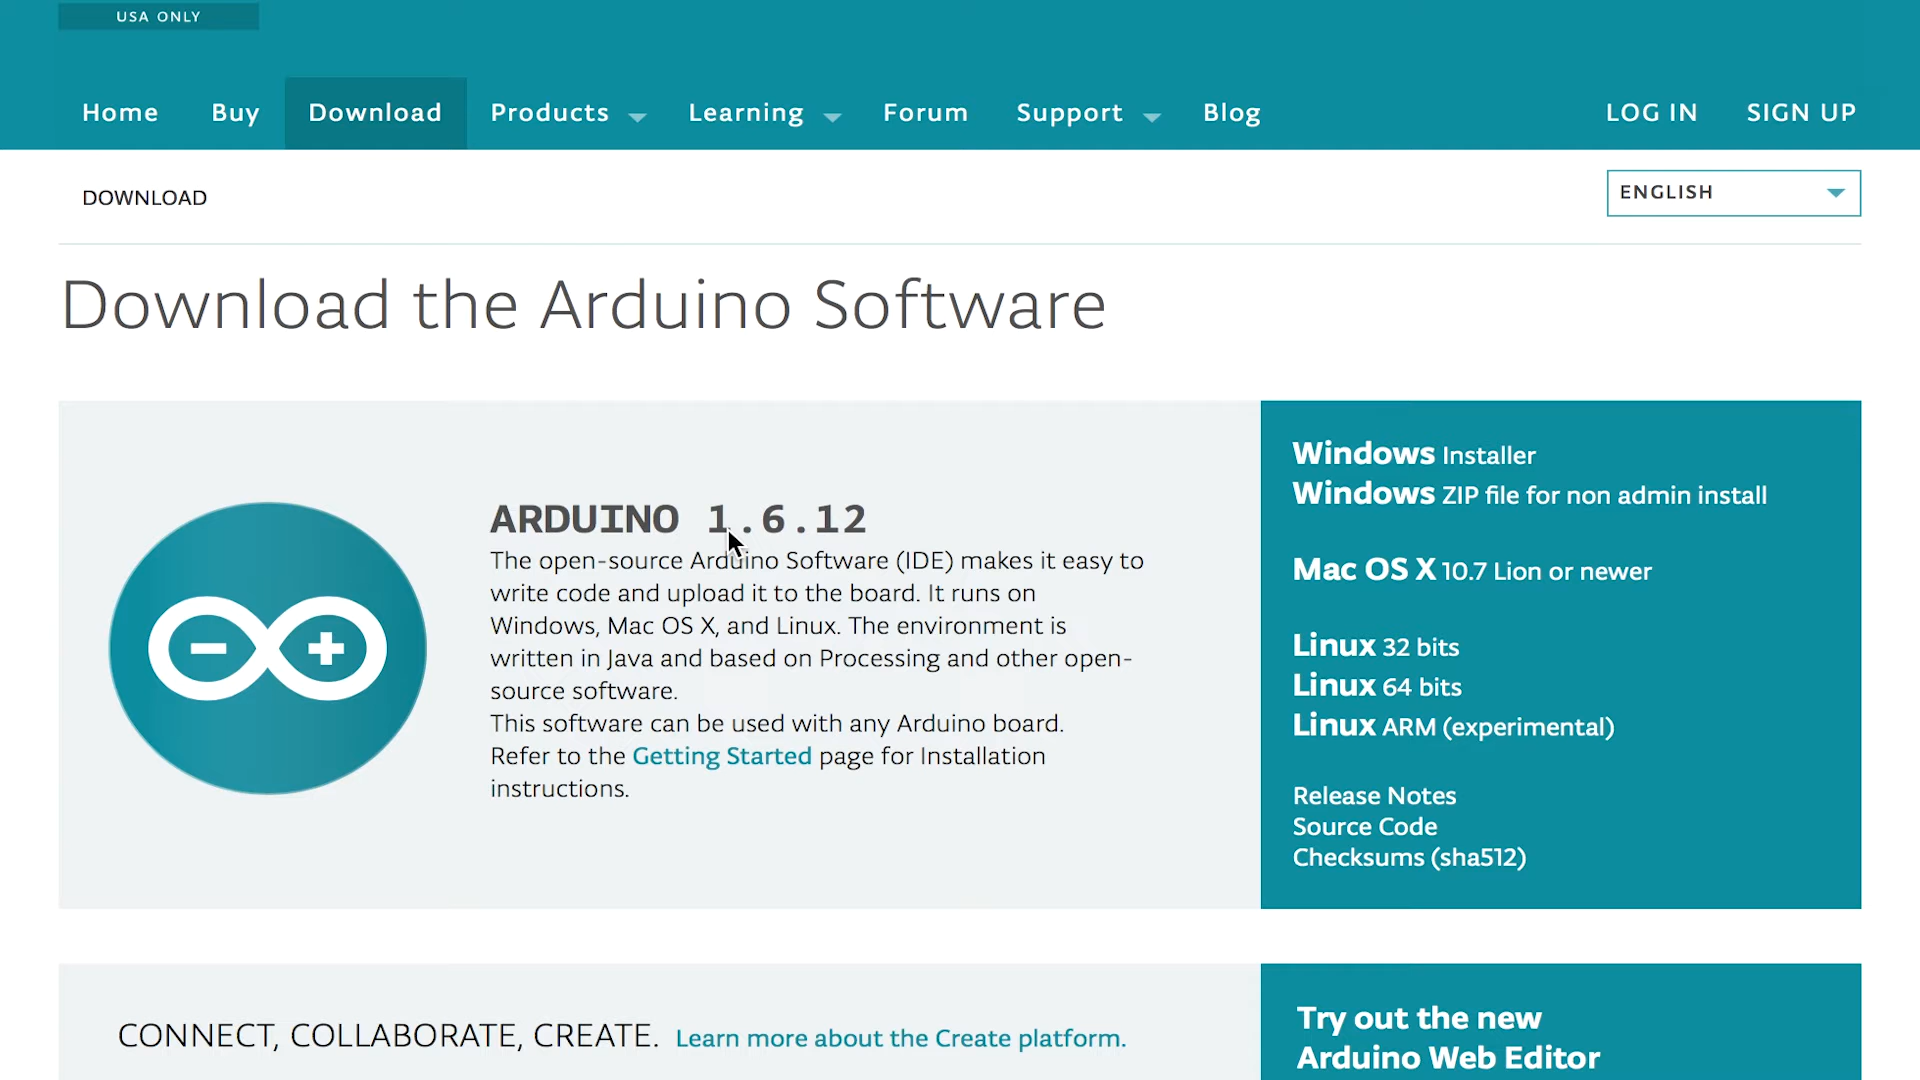 USA ONLY
Home Buy Download Products Learning Forum Support Blog LOG IN SIGN UP
DOWNLOAD
ENGLISH
Download the Arduino Software
ARDUINO 1.6.12
The open-source Arduino Software (IDE) makes it easy to
write code and upload it to the board. It runs on
Windows, Mac OS X, and Linux. The environment is
written in Java and based on Processing and other open-
source software.
This software can be used with any Arduino board.
Refer to the Getting Started page for Installation
instructions.
Windows Installer
Windows ZIP file for non admin install
Mac OS X 10.7 Lion or newer
Linux 32 bits
Linux 64 bits
Linux ARM (experimental)
Release Notes
Source Code
Checksums (sha512)
CONNECT, COLLABORATE, CREATE. Learn more about the Create platform.
Try out the new
Arduino Web Editor